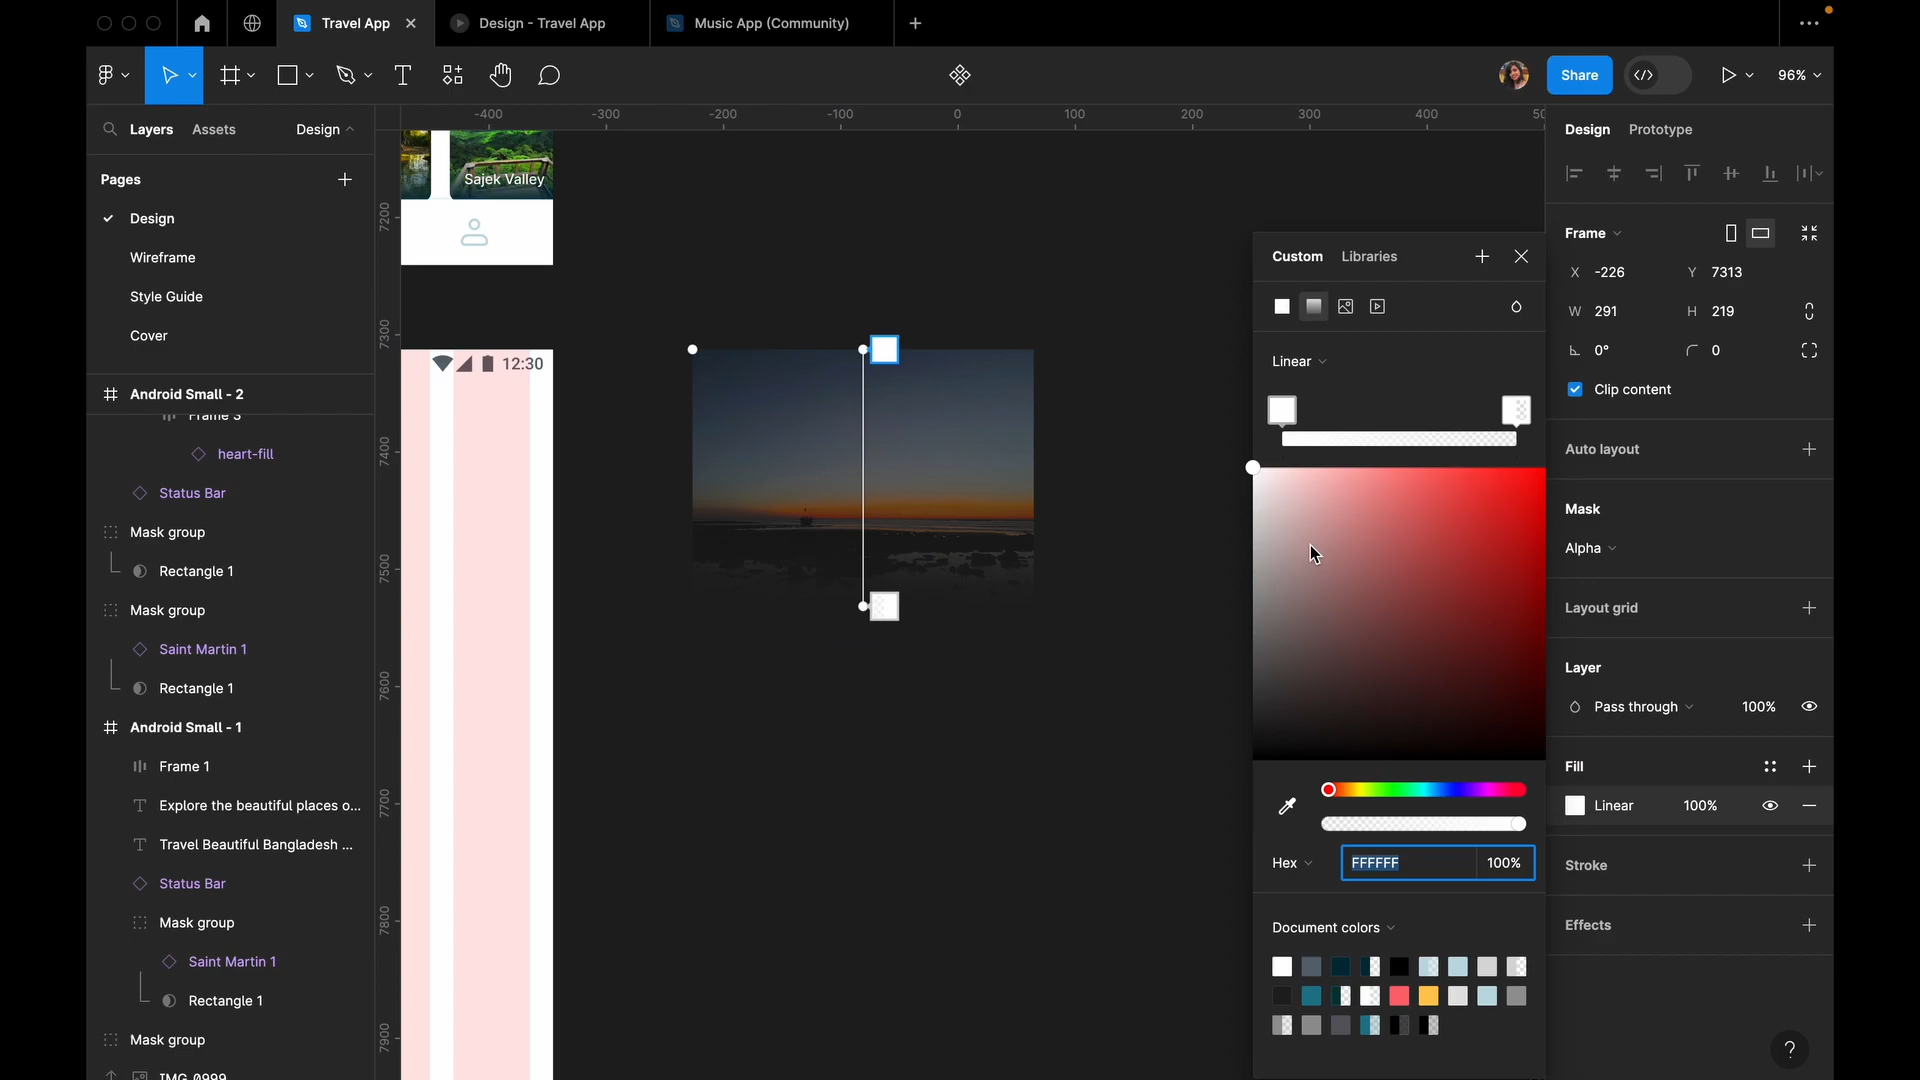 Travel App
Design - Travel App
Music App (Community)
Share
96%
Layers
Assets
Design
Pages
Design
Wireframe
Style Guide
Cover
Android Small - 2
Frame 3
heart-fill
Status Bar
Mask group
Rectangle 1
Mask group
Saint Martin 1
Rectangle 1
Android Small - 1
Frame 1
Explore the beautiful places o...
Travel Beautiful Bangladesh ...
Status Bar
Mask group
Saint Martin 1
Rectangle 1
Mask group
IMG_0999
-400
-300
-200
-100
0
100
200
300
400
50
7200
7300
7400
7500
7600
7700
7800
7900
Sajek Valley
12:30
Custom
Libraries
Linear
Hex
FFFFFF
100%
Document colors
Design
Prototype
Frame
X -226
Y 7313
W 291
H 219
0°
0
Clip content
Auto layout
Mask
Alpha
Layout grid
Layer
Pass through
100%
Fill
Linear
100%
Stroke
Effects
?